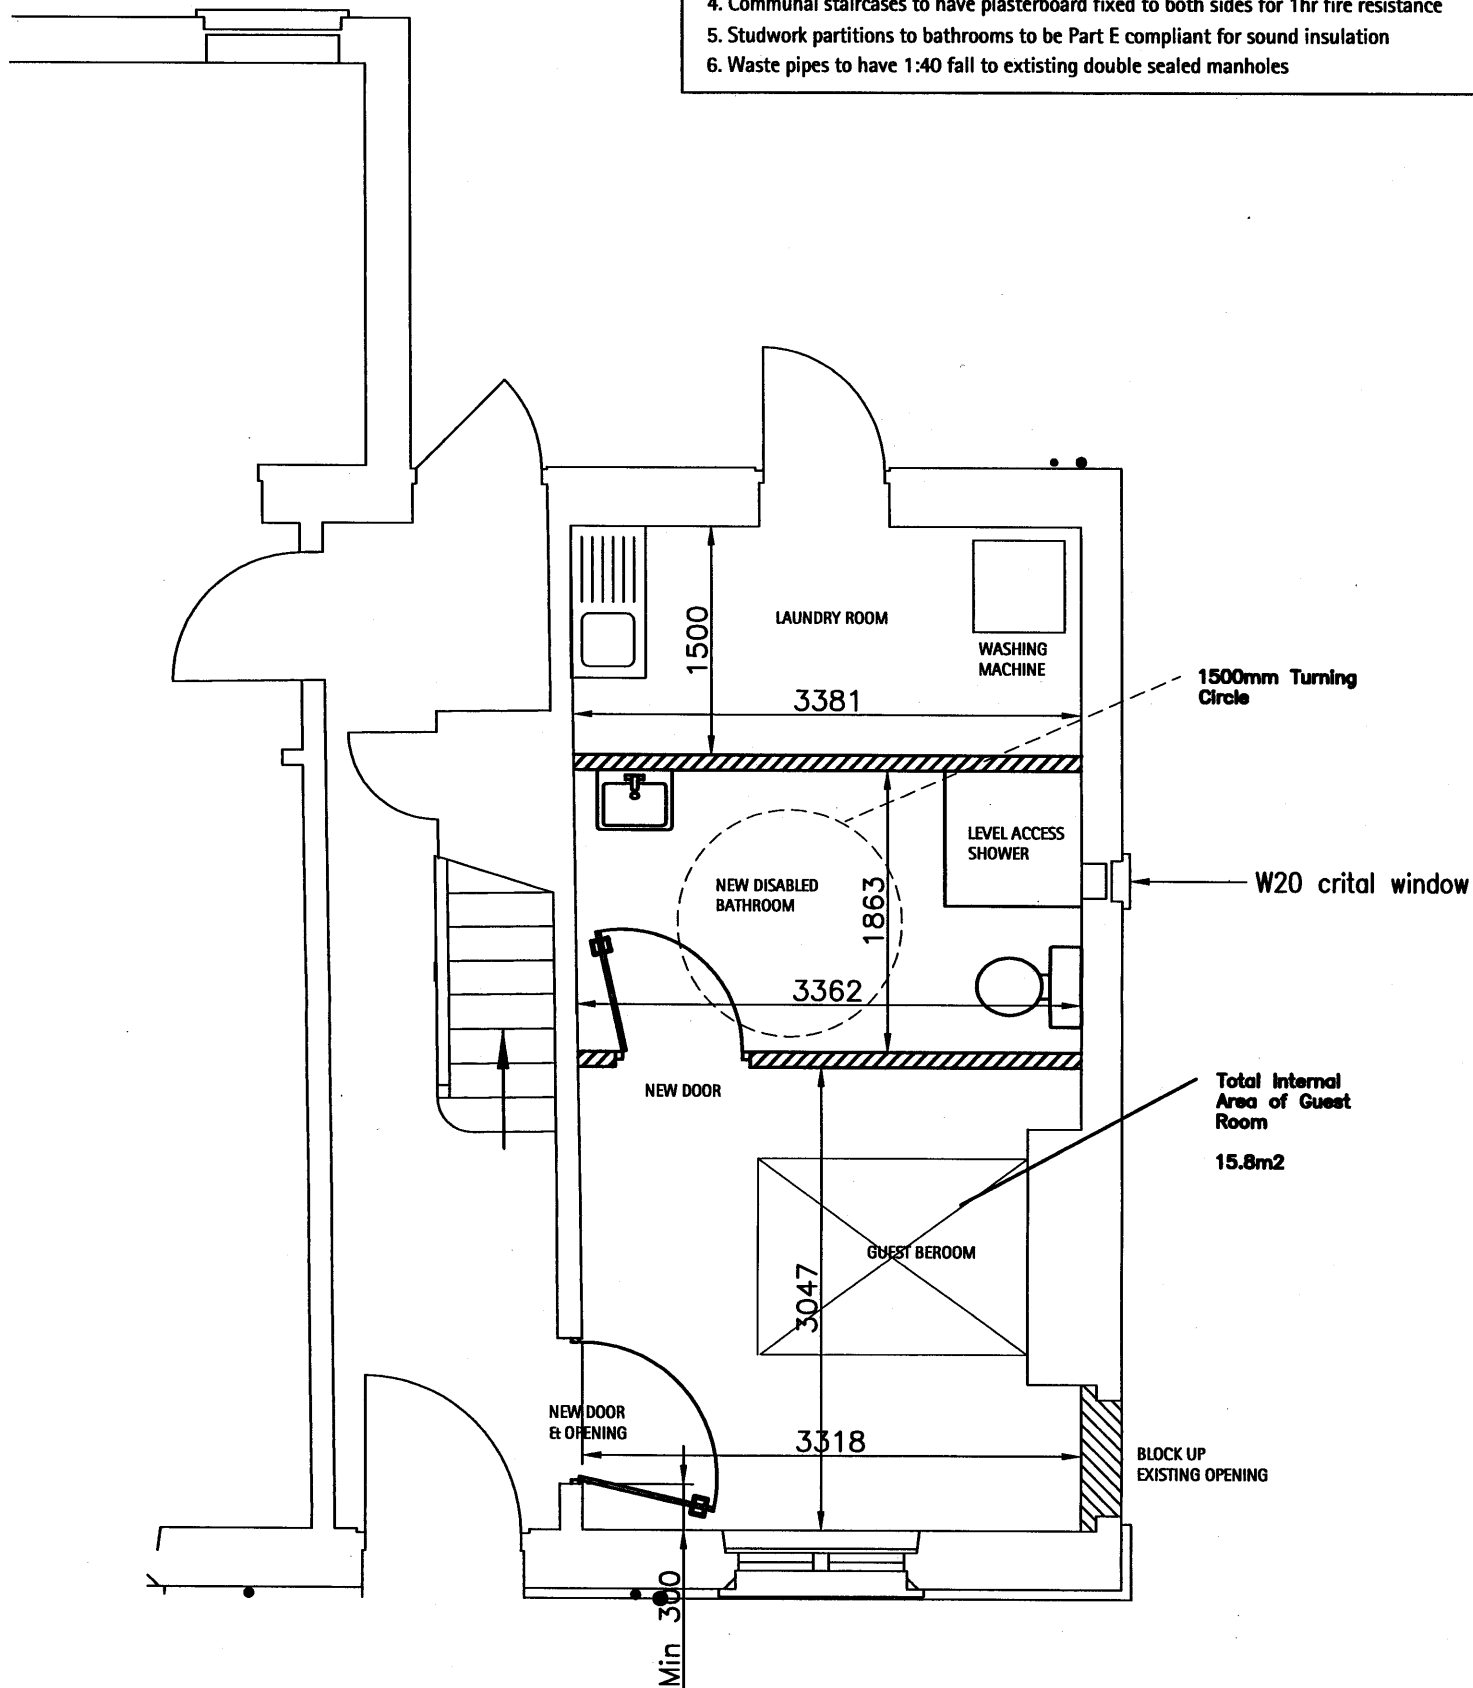 4. Communal staircases to have plasterboard fixed to both sides for 1hr fire resistance
5. Studwork partitions to bathrooms to be Part E compliant for sound insulation
6. Waste pipes to have 1:40 fall to extisting double sealed manholes
LAUNDRY ROOM
1500
WASHING
MACHINE
3381
1500mm Turning
Circle
LEVEL ACCESS
SHOWER
NEW DISABLED
BATHROOM
1863
W20 crital window
3362
NEW DOOR
Total Internal
Area of Guest
Room
15.8m2
GUEST BEROOM
3047
NEW DOOR
& OPENING
3318
BLOCK UP
EXISTING OPENING
Min 300